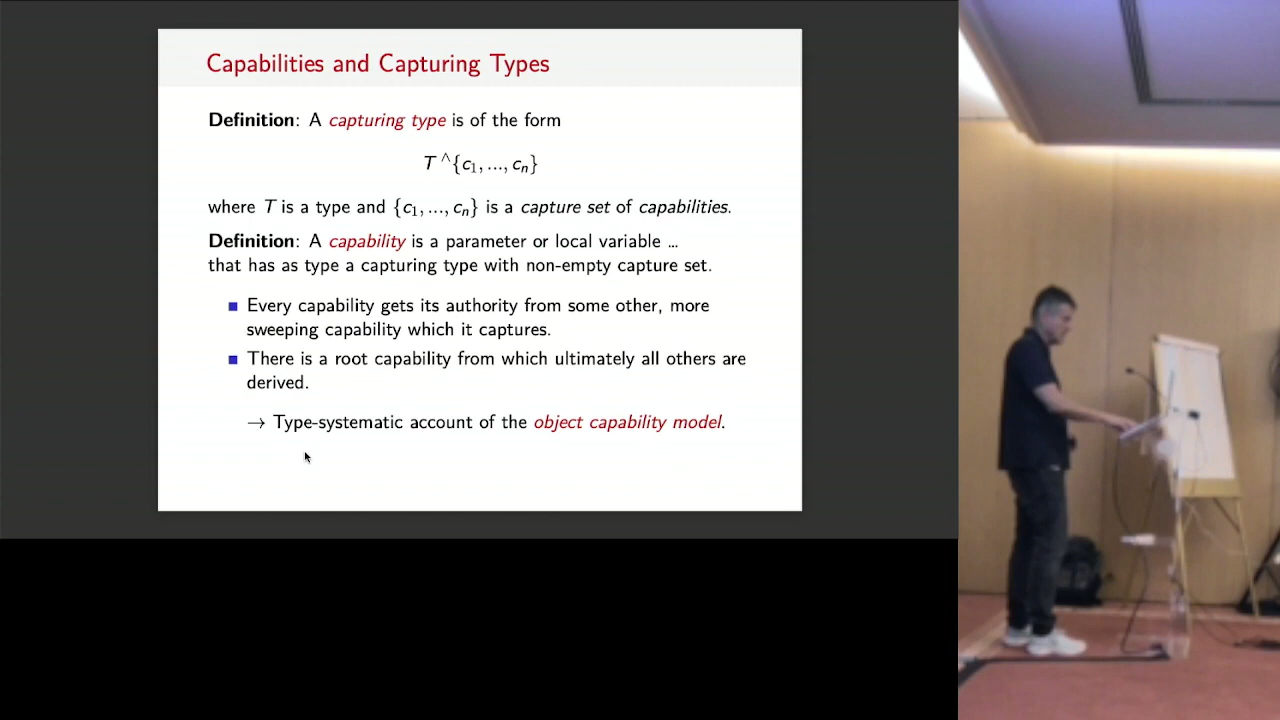 Capabilities and Capturing Types
Definition: A capturing type is of the form
T ^{c₁, ..., cₙ}
where T is a type and {c₁, ..., cₙ} is a capture set of capabilities.
Definition: A capability is a parameter or local variable ...
that has as type a capturing type with non-empty capture set.
■ Every capability gets its authority from some other, more
sweeping capability which it captures.
■ There is a root capability from which ultimately all others are
derived.
→ Type-systematic account of the object capability model.